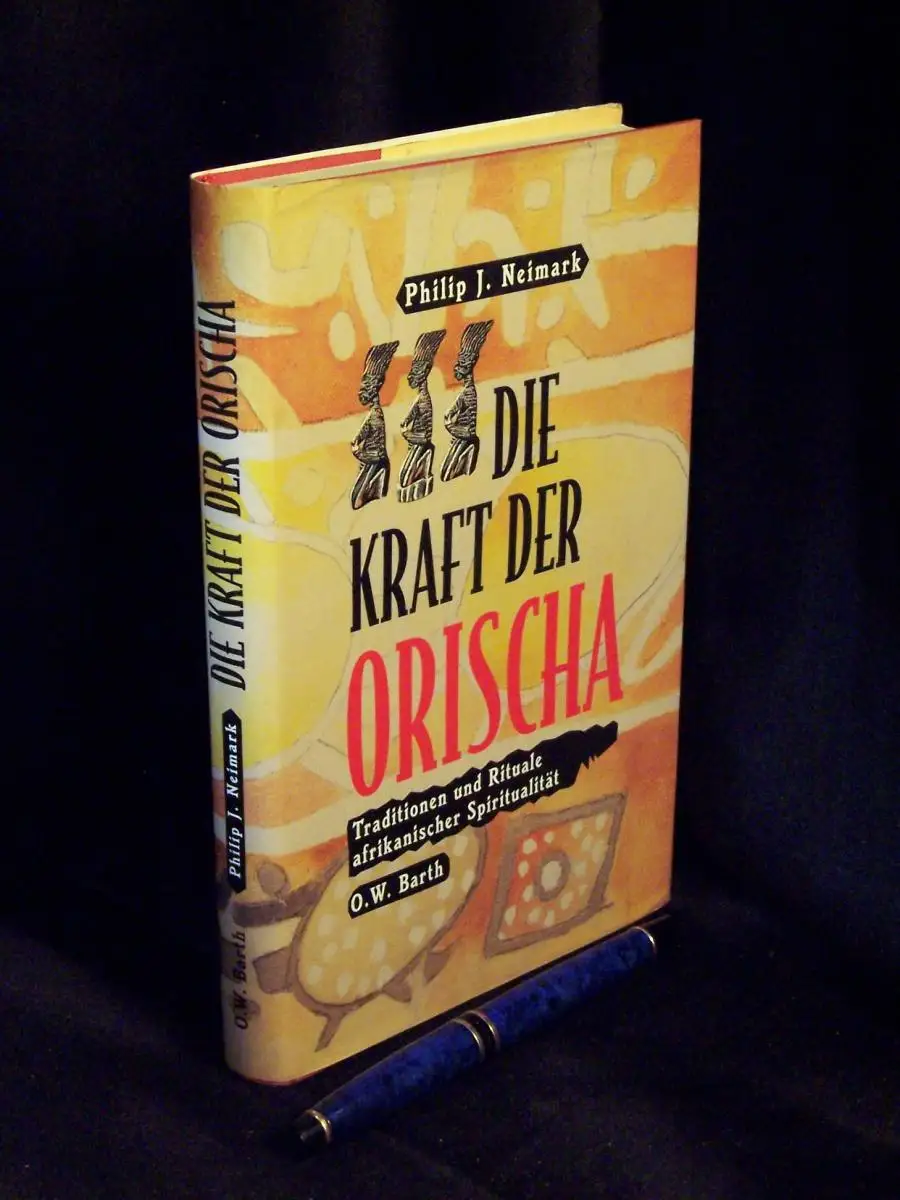 Philip J. Neimark
DIE
KRAFT DER
ORISCHA
Traditionen und Rituale
afrikanischer Spiritualität
O.W. Barth
DIE KRAFT DER ORISCHA
Philip J. Neimark
O.W. Barth